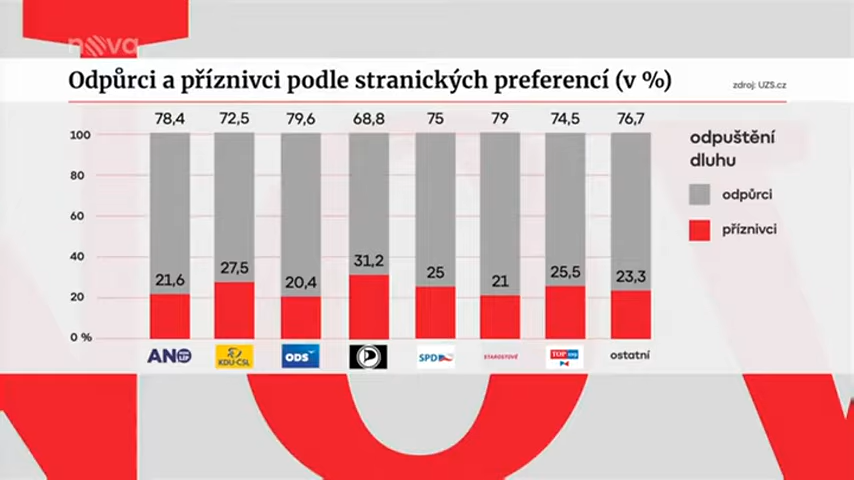 nova
Odpůrci a příznivci podle stranických preferencí (v %)
zdroj: UZS.cz
78,4 72,5 79,6 68,8 75 79 74,5 76,7
100
80
60
40
20
0 %
21,6 27,5 20,4 31,2 25 21 25,5 23,3
odpuštění
dluhu
odpůrci
příznivci
ANO KDU-ČSL ODS SPD STAROSTOVÉ TOP 09 ostatní